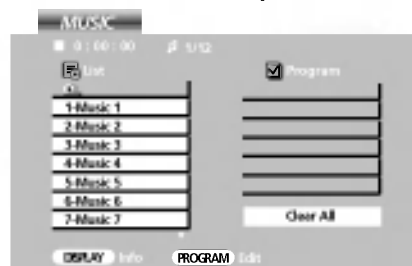 MUSIC
0:00:00 1/12
List Program
1-Music 1
2-Music 2
3-Music 3
4-Music 4
5-Music 5
6-Music 6
7-Music 7
Clear All
DISPLAY Info PROGRAM Edit